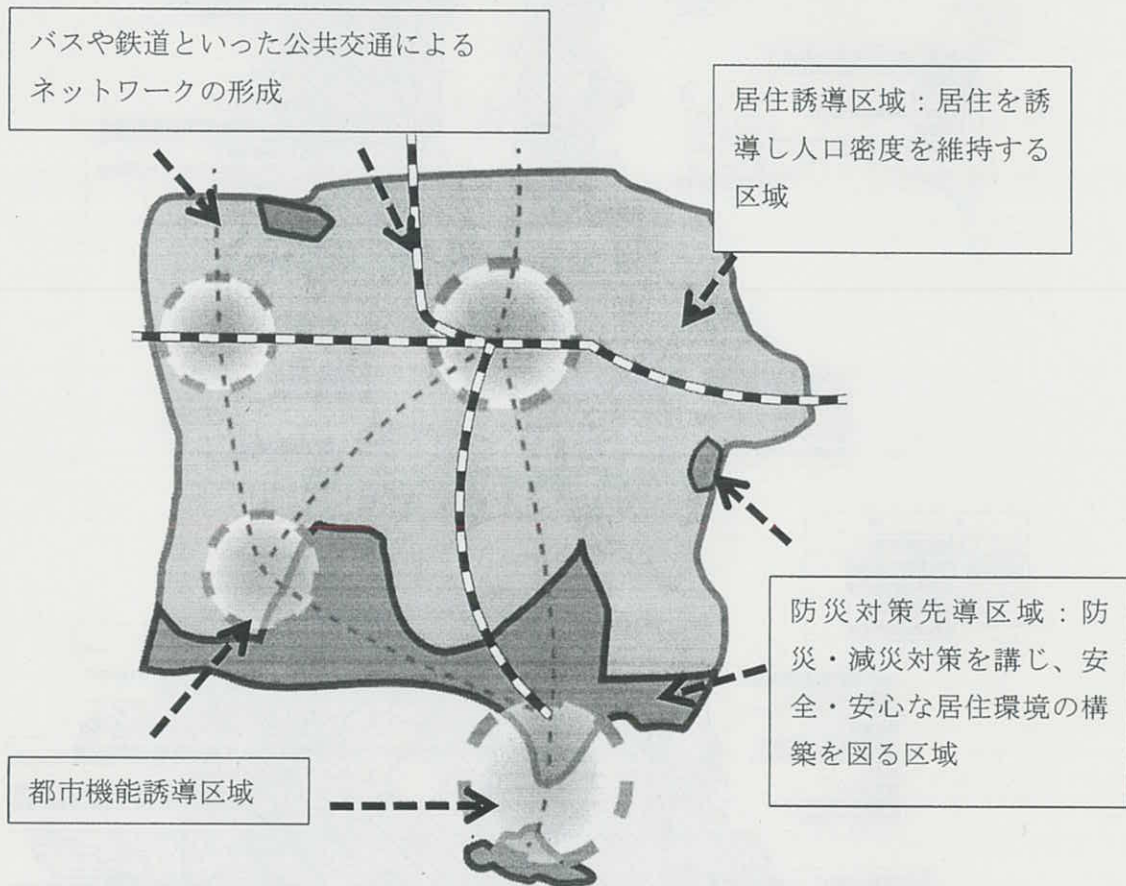 バスや鉄道といった公共交通による
ネットワークの形成
居住誘導区域：居住を誘
導し人口密度を維持する
区域
防災対策先導区域：防
災・減災対策を講じ、安
全・安心な居住環境の構
築を図る区域
都市機能誘導区域